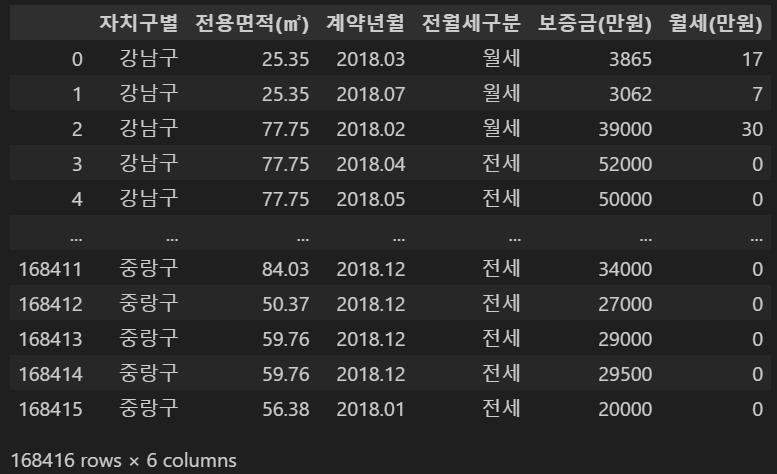 자치구별 전용면적(㎡) 계약년월 전월세구분 보증금(만원) 월세(만원)
0 강남구 25.35 2018.03 월세 3865 17
1 강남구 25.35 2018.07 월세 3062 7
2 강남구 77.75 2018.02 월세 39000 30
3 강남구 77.75 2018.04 전세 52000 0
4 강남구 77.75 2018.05 전세 50000 0
... ... ... ... ... ... ...
168411 중랑구 84.03 2018.12 전세 34000 0
168412 중랑구 50.37 2018.12 전세 27000 0
168413 중랑구 59.76 2018.12 전세 29000 0
168414 중랑구 59.76 2018.12 전세 29500 0
168415 중랑구 56.38 2018.01 전세 20000 0
168416 rows × 6 columns